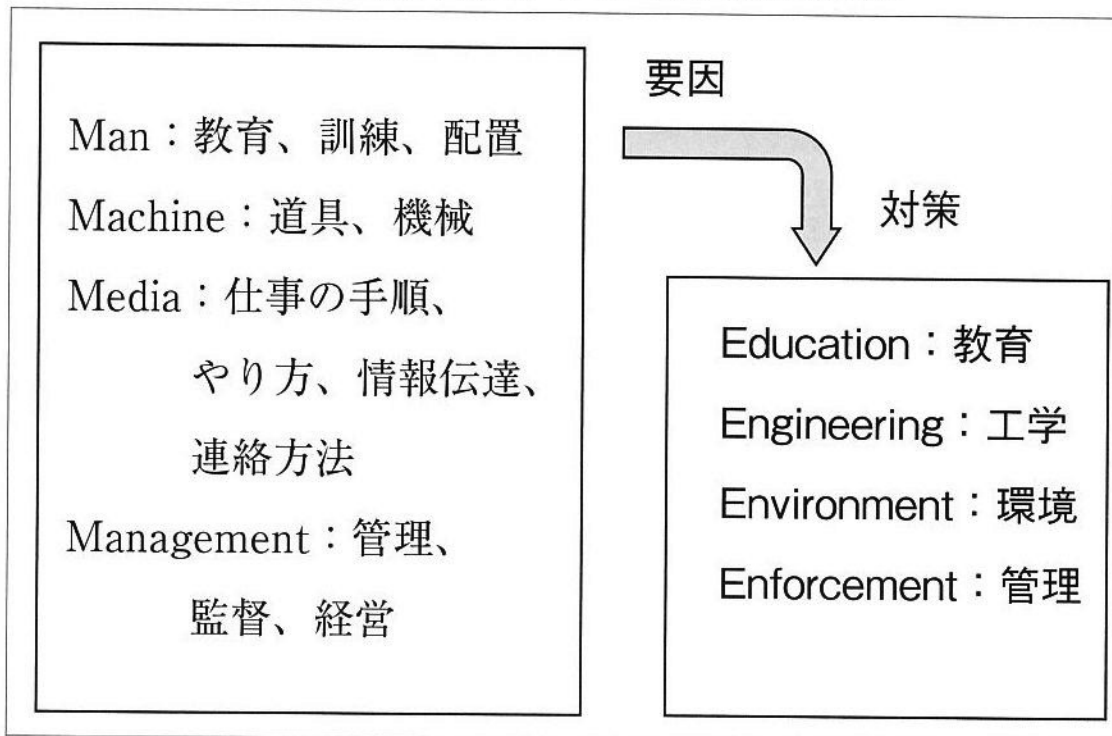 Man：教育、訓練、配置
Machine：道具、機械
Media：仕事の手順、
やり方、情報伝達、
連絡方法
Management：管理、
監督、経営
要因
対策
Education：教育
Engineering：工学
Environment：環境
Enforcement：管理